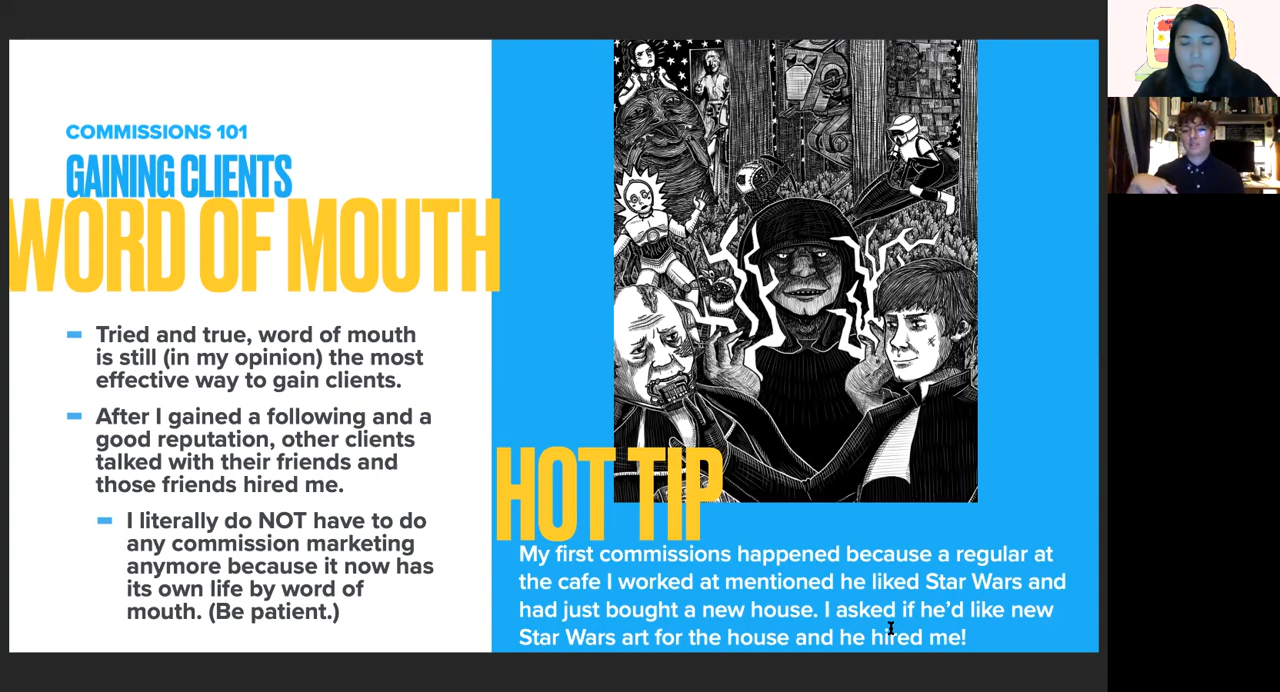 COMMISSIONS 101
GAINING CLIENTS
WORD OF MOUTH
Tried and true, word of mouth
is still (in my opinion) the most
effective way to gain clients.
After I gained a following and a
good reputation, other clients
talked with their friends and
those friends hired me.
I literally do NOT have to do
any commission marketing
anymore because it now has
its own life by word of
mouth. (Be patient.)
HOT TIP
My first commissions happened because a regular at
the cafe I worked at mentioned he liked Star Wars and
had just bought a new house. I asked if he’d like new
Star Wars art for the house and he hired me!